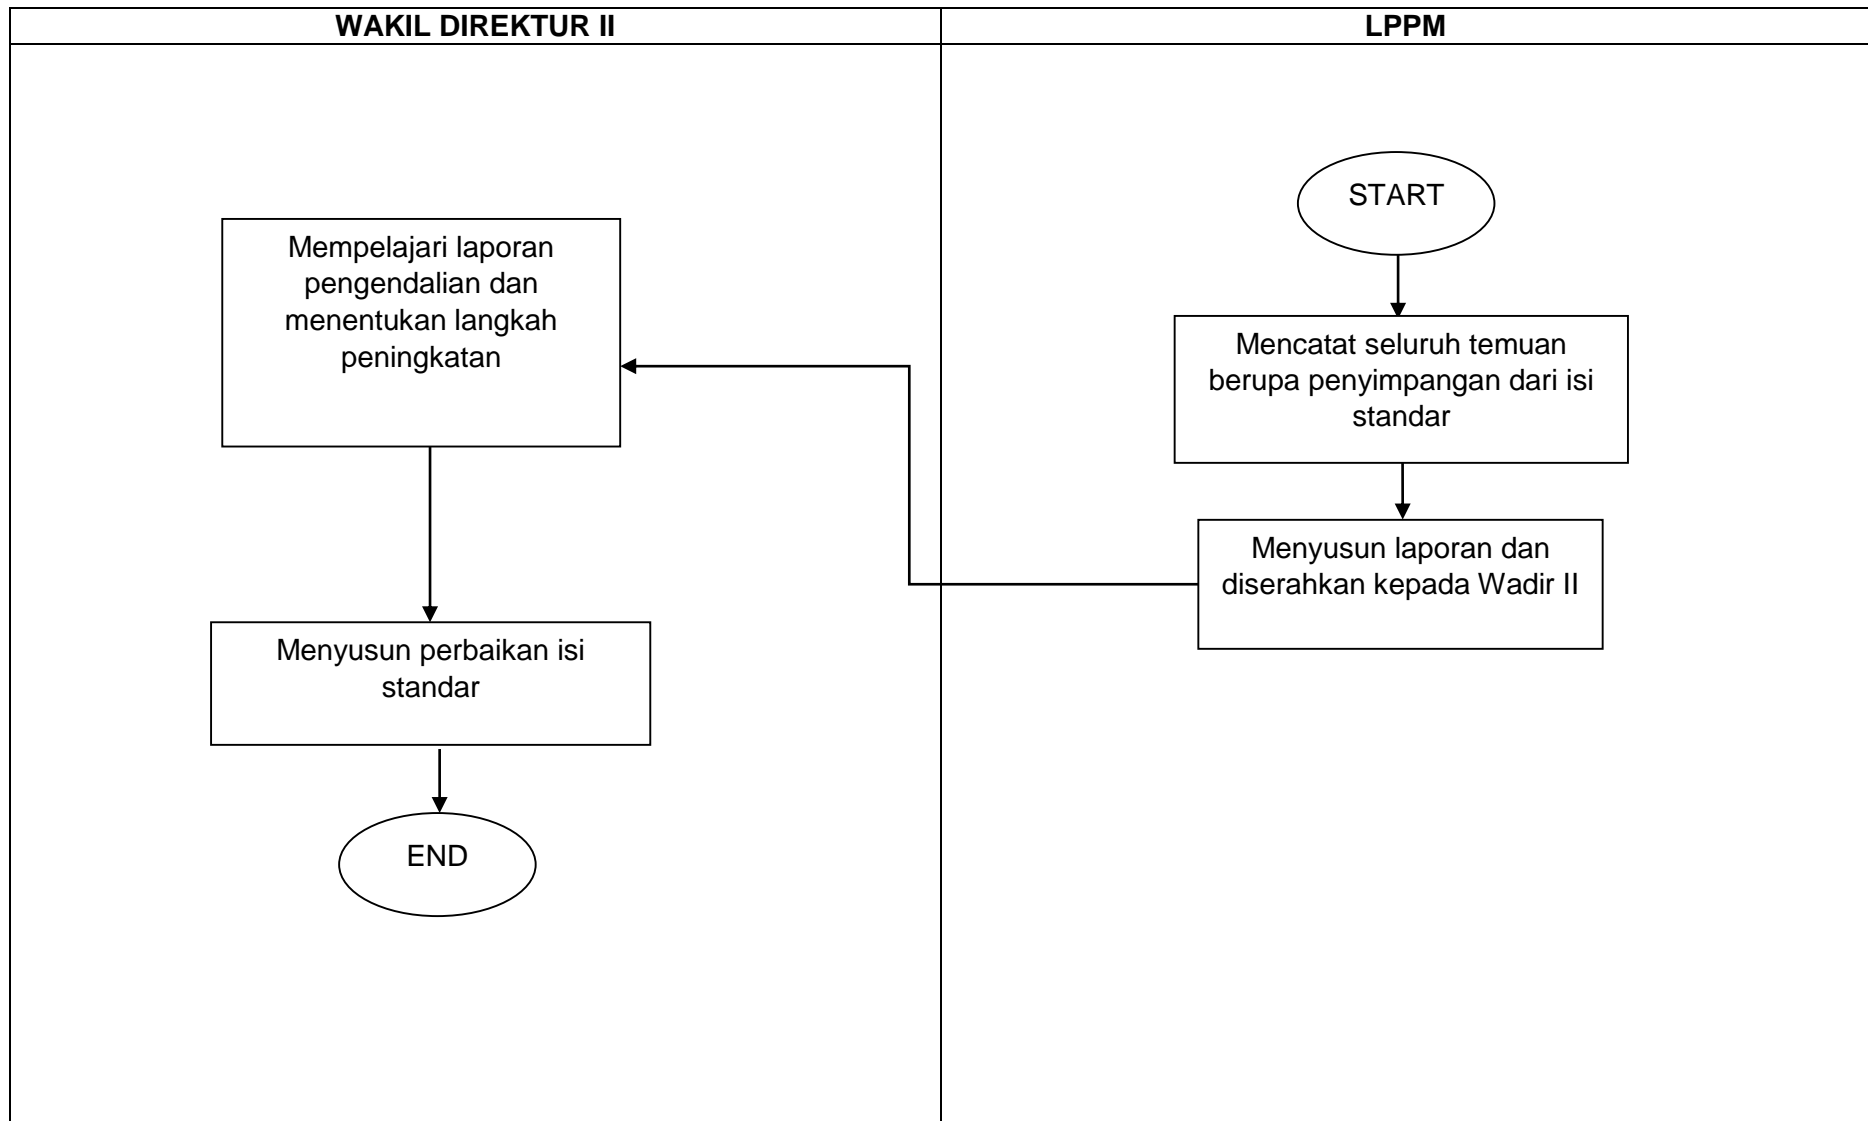 WAKIL DIREKTUR II
LPPM
START
Mencatat seluruh temuan
berupa penyimpangan dari isi
standar
Menyusun laporan dan
diserahkan kepada Wadir II
Mempelajari laporan
pengendalian dan
menentukan langkah
peningkatan
Menyusun perbaikan isi
standar
END